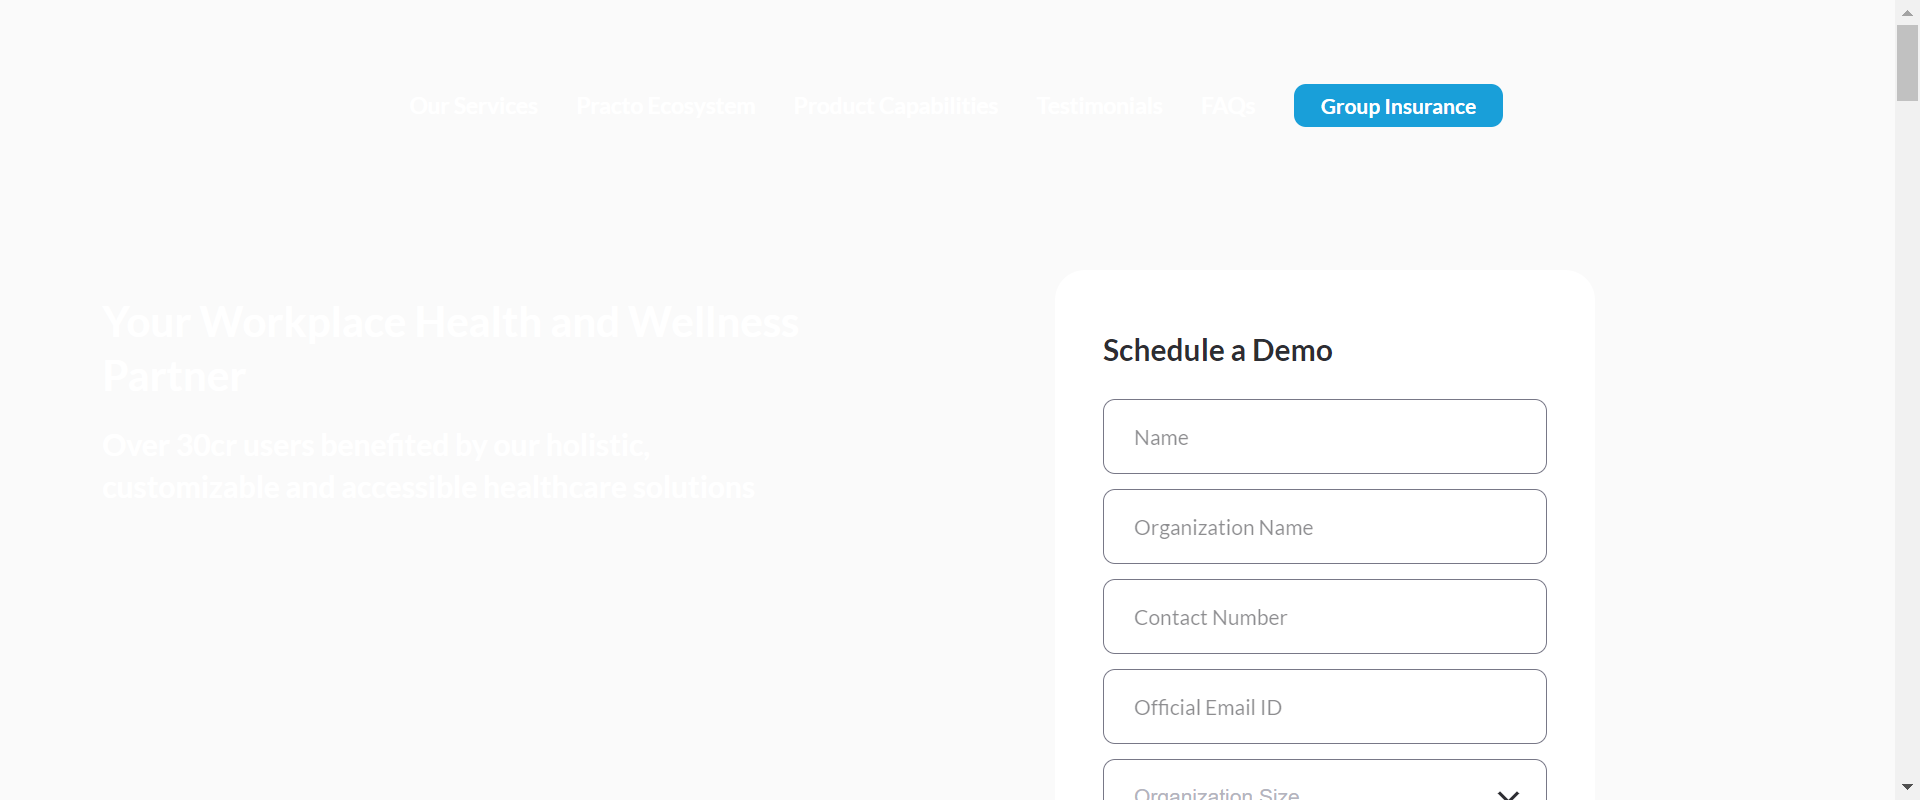 Our Services Practo Ecosystem Product Capabilities Testimonials FAQs Group Insurance
Your Workplace Health and Wellness
Partner
Over 30cr users benefited by our holistic,
customizable and accessible healthcare solutions
Schedule a Demo
Name
Organization Name
Contact Number
Official Email ID
Organization Size